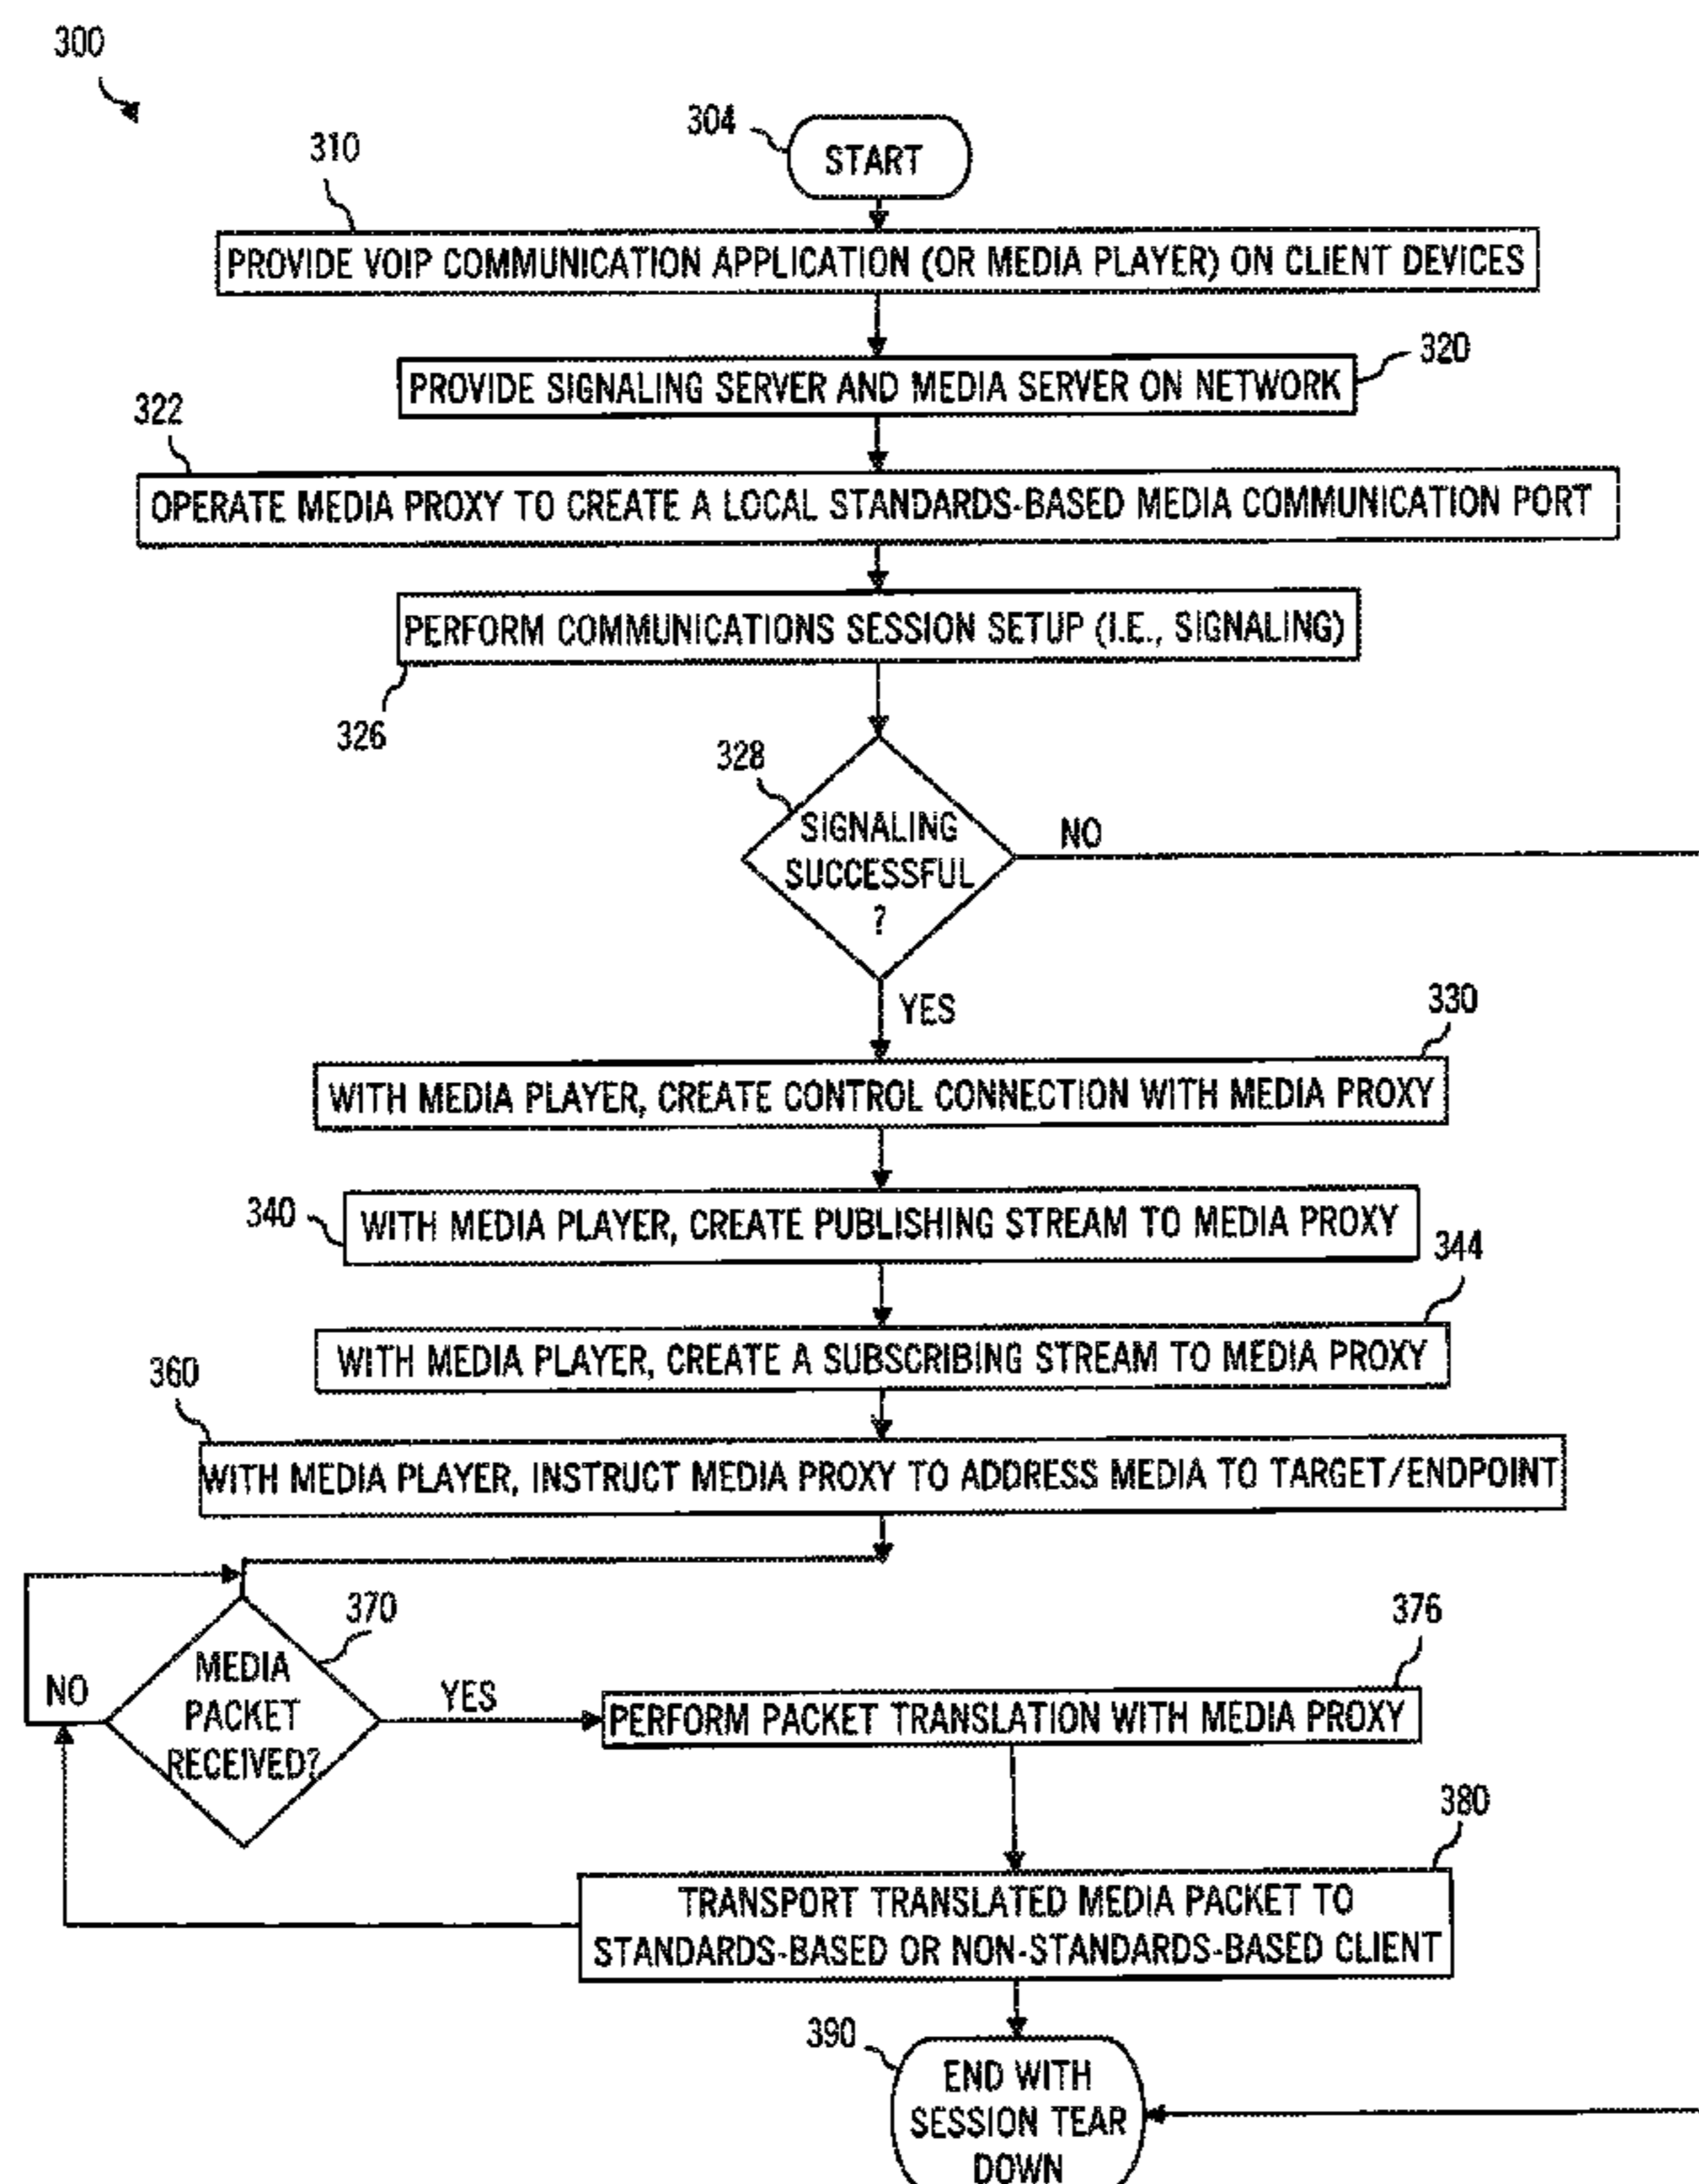 300
304
START
310
PROVIDE VOIP COMMUNICATION APPLICATION (OR MEDIA PLAYER) ON CLIENT DEVICES
320
PROVIDE SIGNALING SERVER AND MEDIA SERVER ON NETWORK
322
OPERATE MEDIA PROXY TO CREATE A LOCAL STANDARDS-BASED MEDIA COMMUNICATION PORT
PERFORM COMMUNICATIONS SESSION SETUP (I.E., SIGNALING)
326
328
SIGNALING
SUCCESSFUL
?
NO
YES
330
WITH MEDIA PLAYER, CREATE CONTROL CONNECTION WITH MEDIA PROXY
340
WITH MEDIA PLAYER, CREATE PUBLISHING STREAM TO MEDIA PROXY
344
WITH MEDIA PLAYER, CREATE A SUBSCRIBING STREAM TO MEDIA PROXY
360
WITH MEDIA PLAYER, INSTRUCT MEDIA PROXY TO ADDRESS MEDIA TO TARGET/ENDPOINT
370
MEDIA
PACKET
RECEIVED?
NO
YES
376
PERFORM PACKET TRANSLATION WITH MEDIA PROXY
380
TRANSPORT TRANSLATED MEDIA PACKET TO
STANDARDS-BASED OR NON-STANDARDS-BASED CLIENT
390
END WITH
SESSION TEAR
DOWN